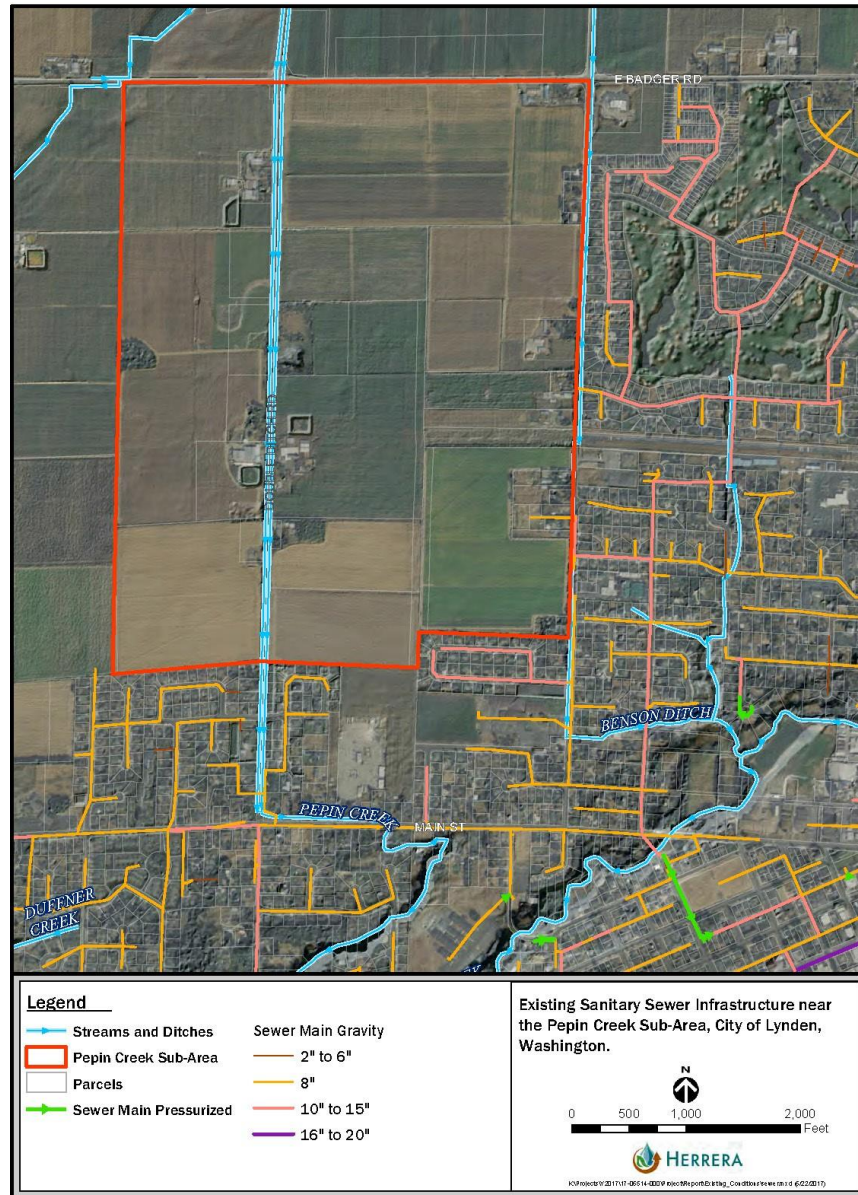 E BADGER RD
BENSON DITCH
PEPIN CREEK
MAIN ST
DUFFNER
CREEK
Legend
Streams and Ditches
Pepin Creek Sub-Area
Parcels
Sewer Main Pressurized
Sewer Main Gravity
2" to 6"
8"
10" to 15"
16" to 20"
Existing Sanitary Sewer Infrastructure near
the Pepin Creek Sub-Area, City of Lynden,
Washington.
N
0 500 1,000 2,000
Feet
HERRERA